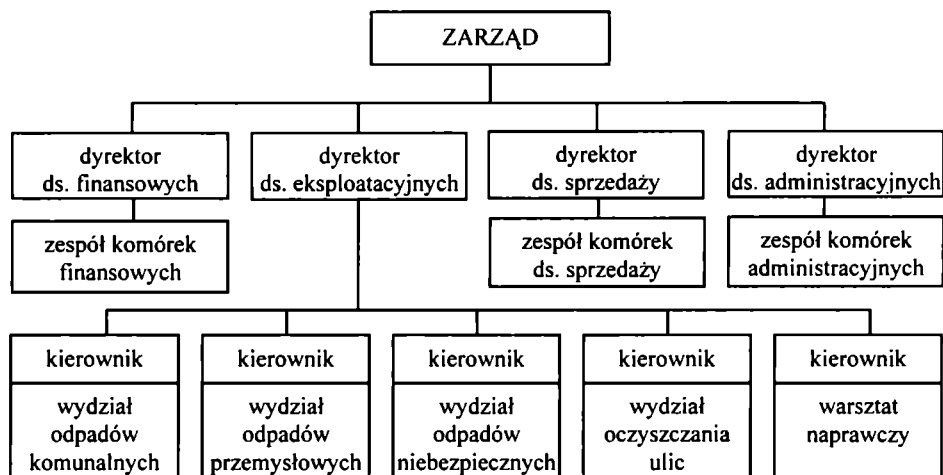 ZARZĄD
dyrektor
ds. finansowych
dyrektor
ds. eksploatacyjnych
dyrektor
ds. sprzedaży
dyrektor
ds. administracyjnych
zespół komórek
finansowych
zespół komórek
ds. sprzedaży
zespół komórek
administracyjnych
kierownik
wydział
odpadów
komunalnych
kierownik
wydział
odpadów
przemysłowych
kierownik
wydział
odpadów
niebezpiecznych
kierownik
wydział
oczyszczania
ulic
kierownik
warsztat
naprawczy